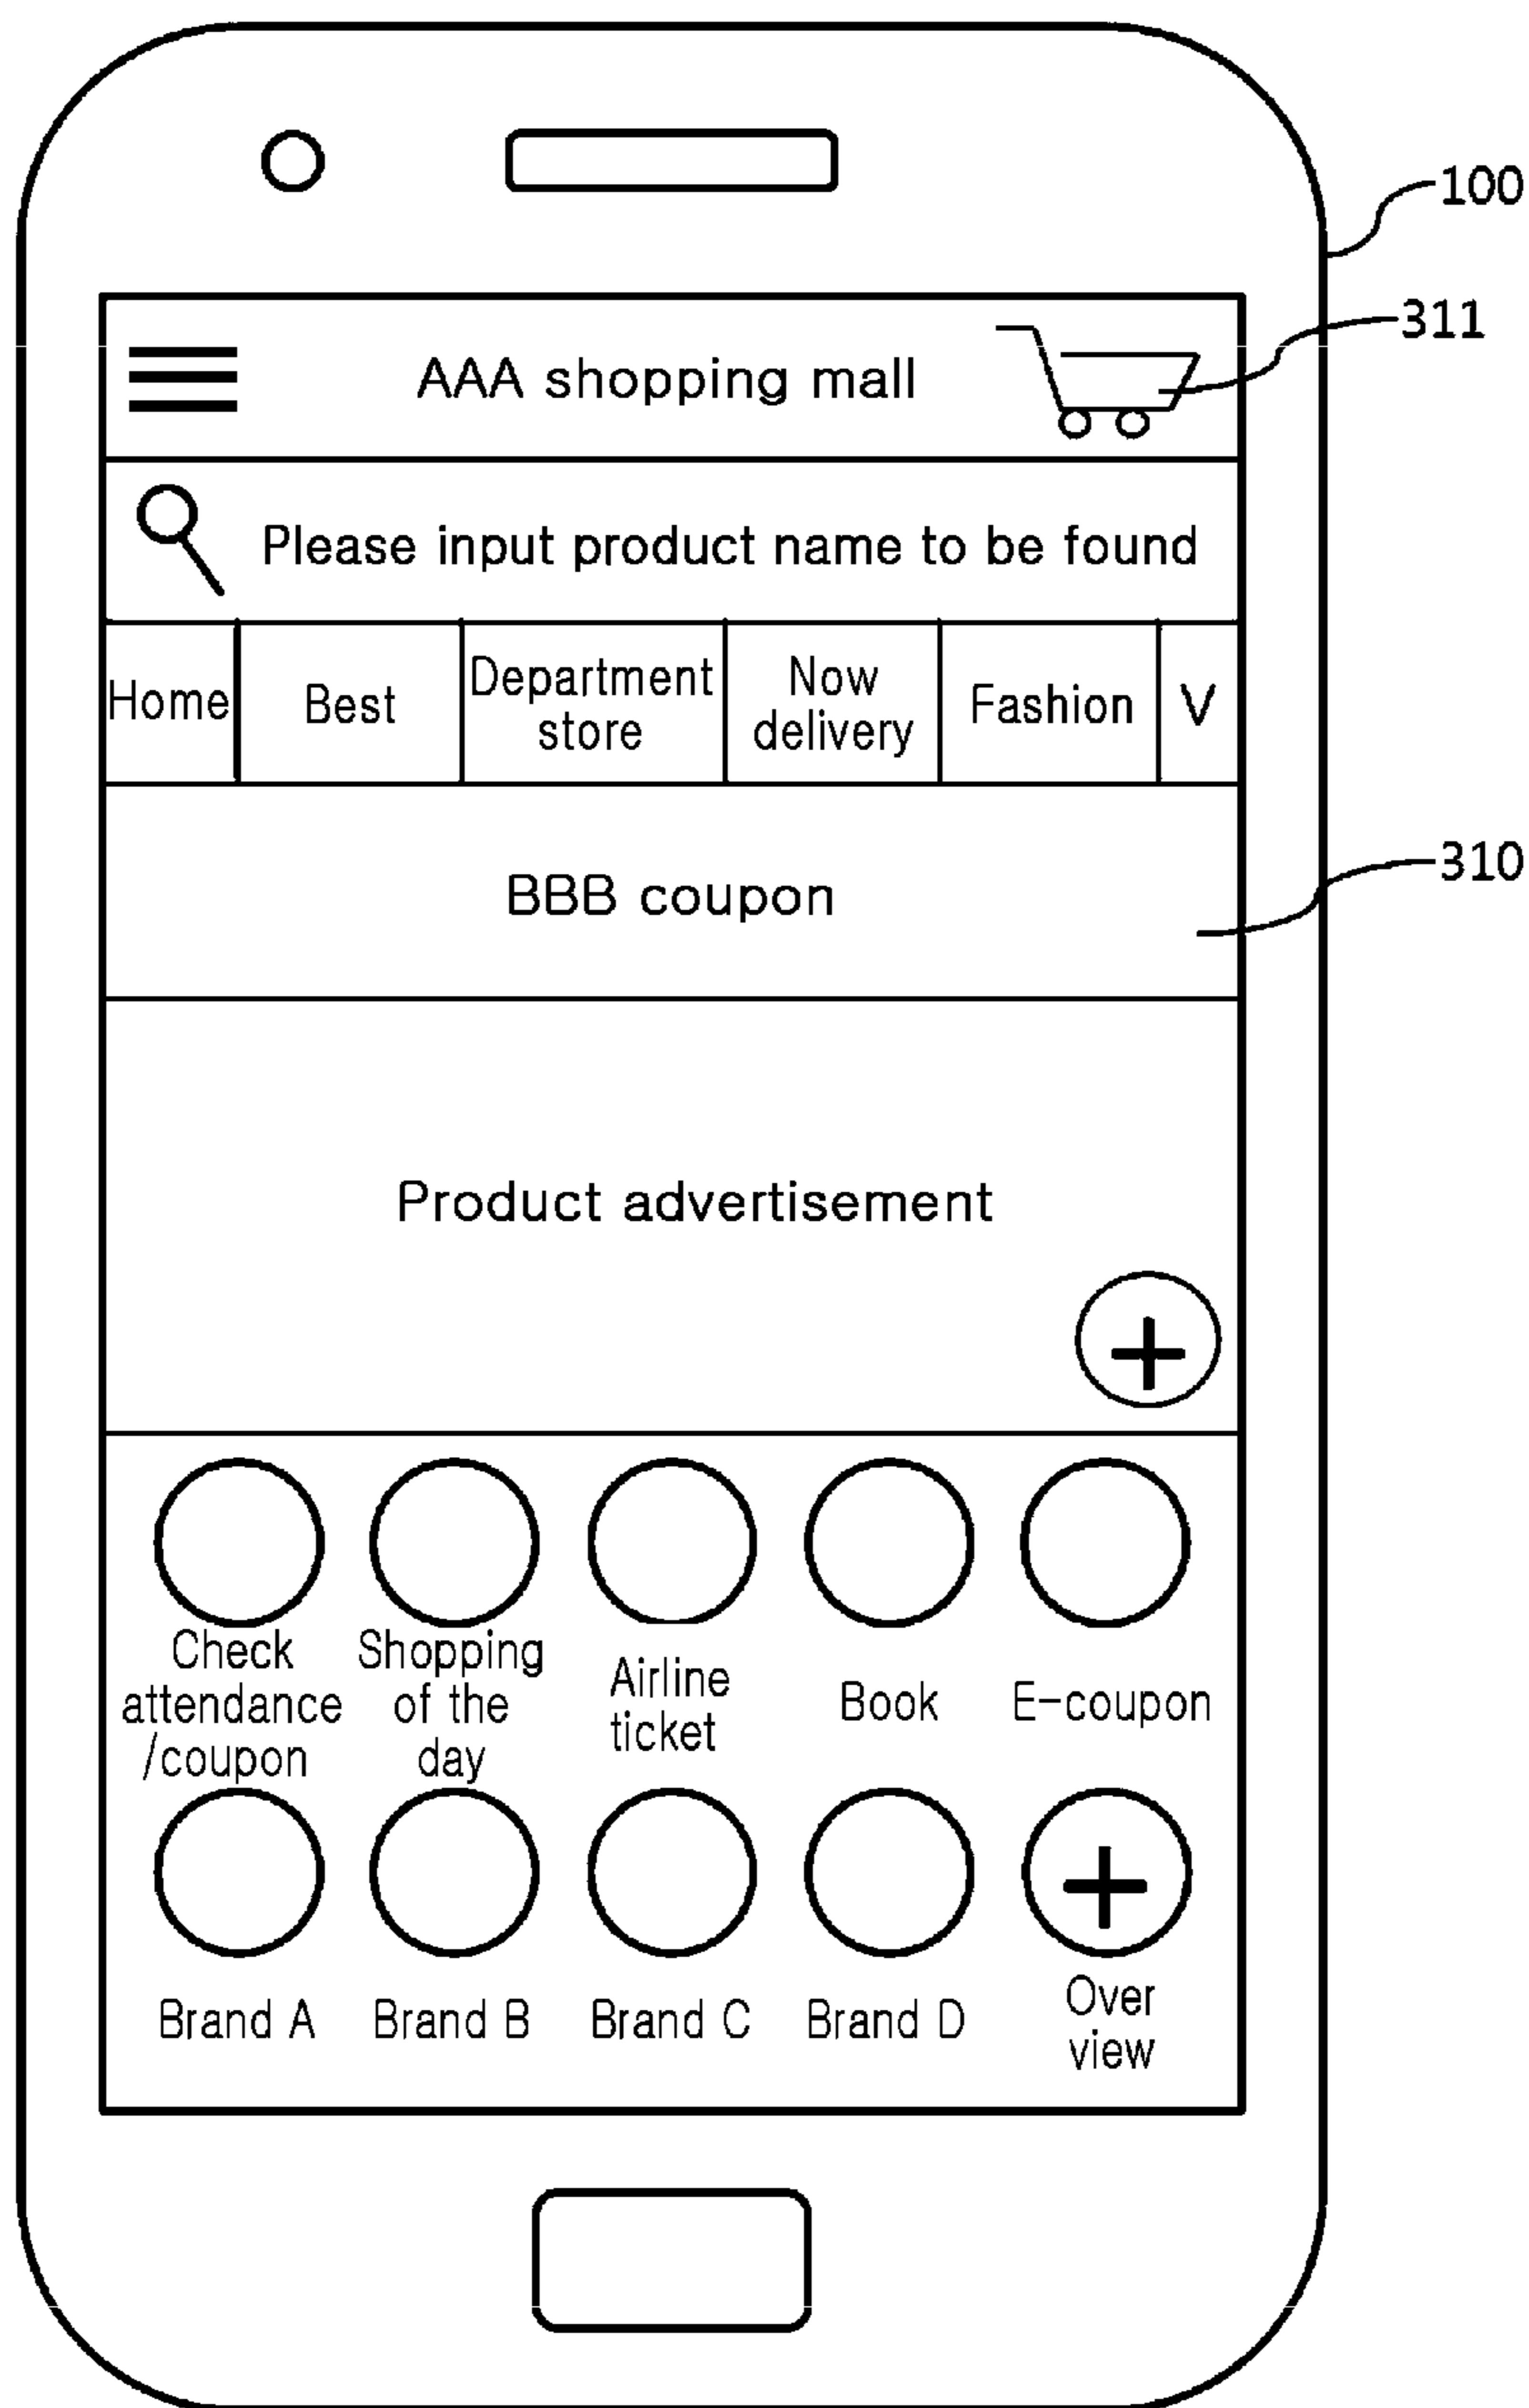 100
311
AAA shopping mall
Please input product name to be found
Home
Best
Department
store
Now
delivery
Fashion
V
310
BBB coupon
Product advertisement
+
Check
attendance
/coupon
Shopping
of the
day
Airline
ticket
Book
E-coupon
+
Brand A
Brand B
Brand C
Brand D
Over
view